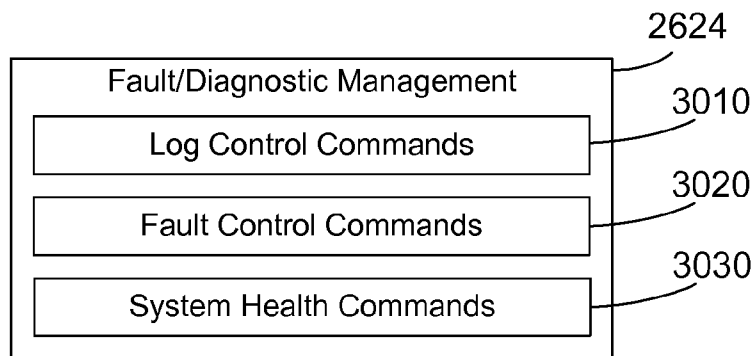 2624
Fault/Diagnostic Management
3010
Log Control Commands
3020
Fault Control Commands
3030
System Health Commands